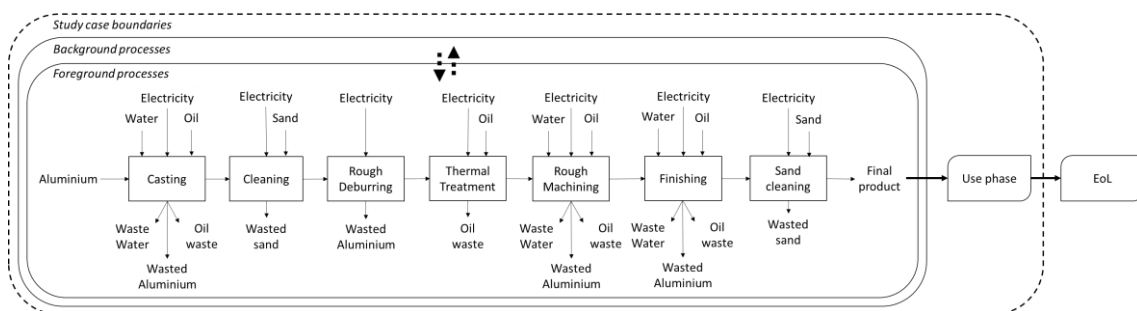 Study case boundaries
Background processes
Foreground processes
Electricity Electricity Electricity Electricity Electricity Electricity Electricity
Water Oil Sand Oil Water Oil Water Oil Sand
Aluminium Casting Cleaning Rough Deburring Thermal Treatment Rough Machining Finishing Sand cleaning Final product Use phase EoL
Waste Water Oil waste Wasted sand Wasted Aluminium Oil waste Waste Water Oil waste Waste Water Oil waste Wasted sand
Wasted Aluminium Wasted Aluminium Wasted Aluminium